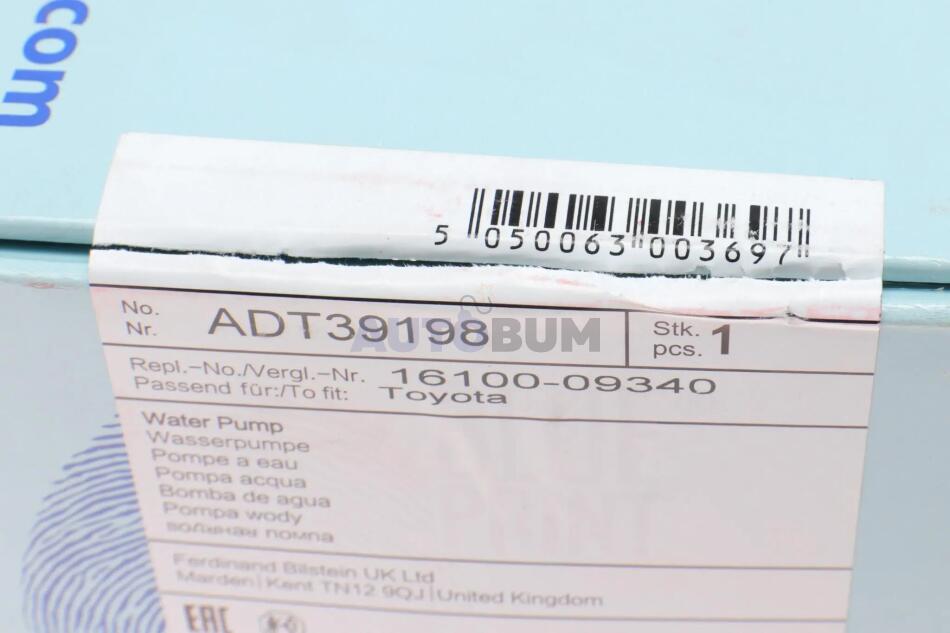 com
5 050063 003697
No.
Nr.
ADT39198
Stk.
pcs.
1
AUTOBUM
Repl.-No./Vergl.-Nr. 16100-09340
Passend für:/To fit: Toyota
Water Pump
Wasserpumpe
Pompe a eau
Pompa acqua
Bomba de agua
Pompa wody
водяная помпа
BLUE
PRINT
Ferdinand Bilstein UK Ltd
Marden|Kent TN12 9QJ|United Kingdom
EAC